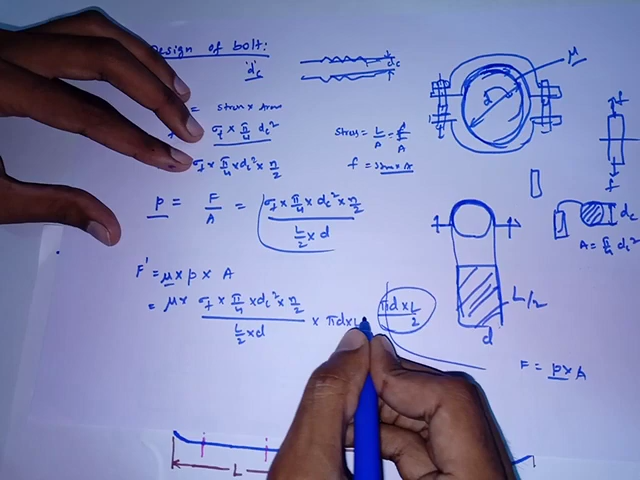 Design of bolt:
'd'c
dc
= stress × Area
σt × π/4 dc²
σt × π/4 × dc² × n/2
stress = L/A = f/A
f = stress × A
p = F/A = σt × π/4 × dc² × n/2
L/2 × d
F' = μ × p × A
= μ × σt × π/4 × dc² × n/2 × πd × L
L/2 × d
πd × L/2
μ
d
f
f
dc
A = π/4 dc²
L/2
d
F = p × A
L